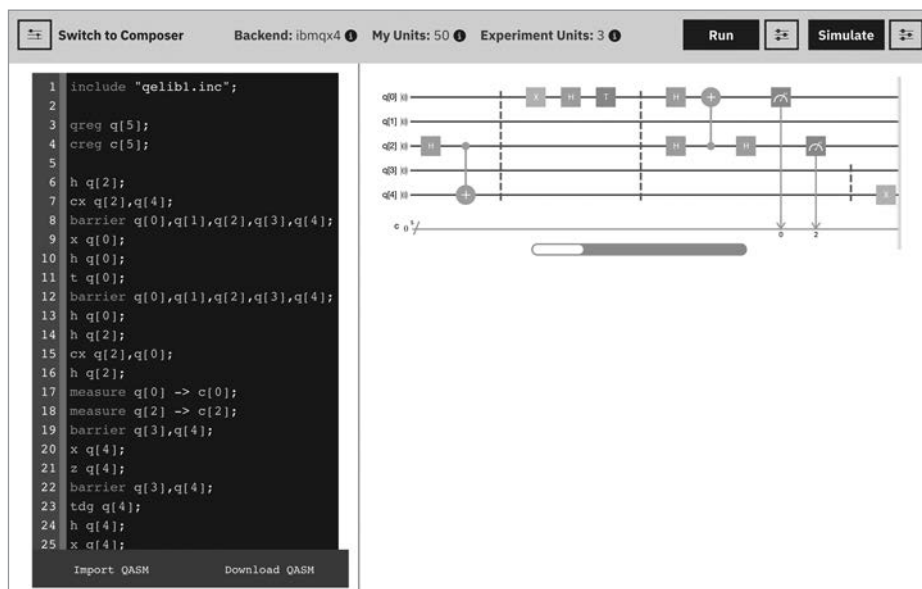 Switch to Composer Backend: ibmqx4 My Units: 50 Experiment Units: 3 Run Simulate
1 include "qelib1.inc";
2
3 qreg q[5];
4 creg c[5];
5
6 h q[2];
7 cx q[2],q[4];
8 barrier q[0],q[1],q[2],q[3],q[4];
9 x q[0];
10 h q[0];
11 t q[0];
12 barrier q[0],q[1],q[2],q[3],q[4];
13 h q[0];
14 h q[2];
15 cx q[2],q[0];
16 h q[2];
17 measure q[0] -> c[0];
18 measure q[2] -> c[2];
19 barrier q[3],q[4];
20 x q[4];
21 z q[4];
22 barrier q[3],q[4];
23 tdg q[4];
24 h q[4];
25 x q[4];
Import QASM Download QASM
q[0] X H T H
q[1]
q[2] H H H
q[3]
q[4] X
c 0 5
0 2